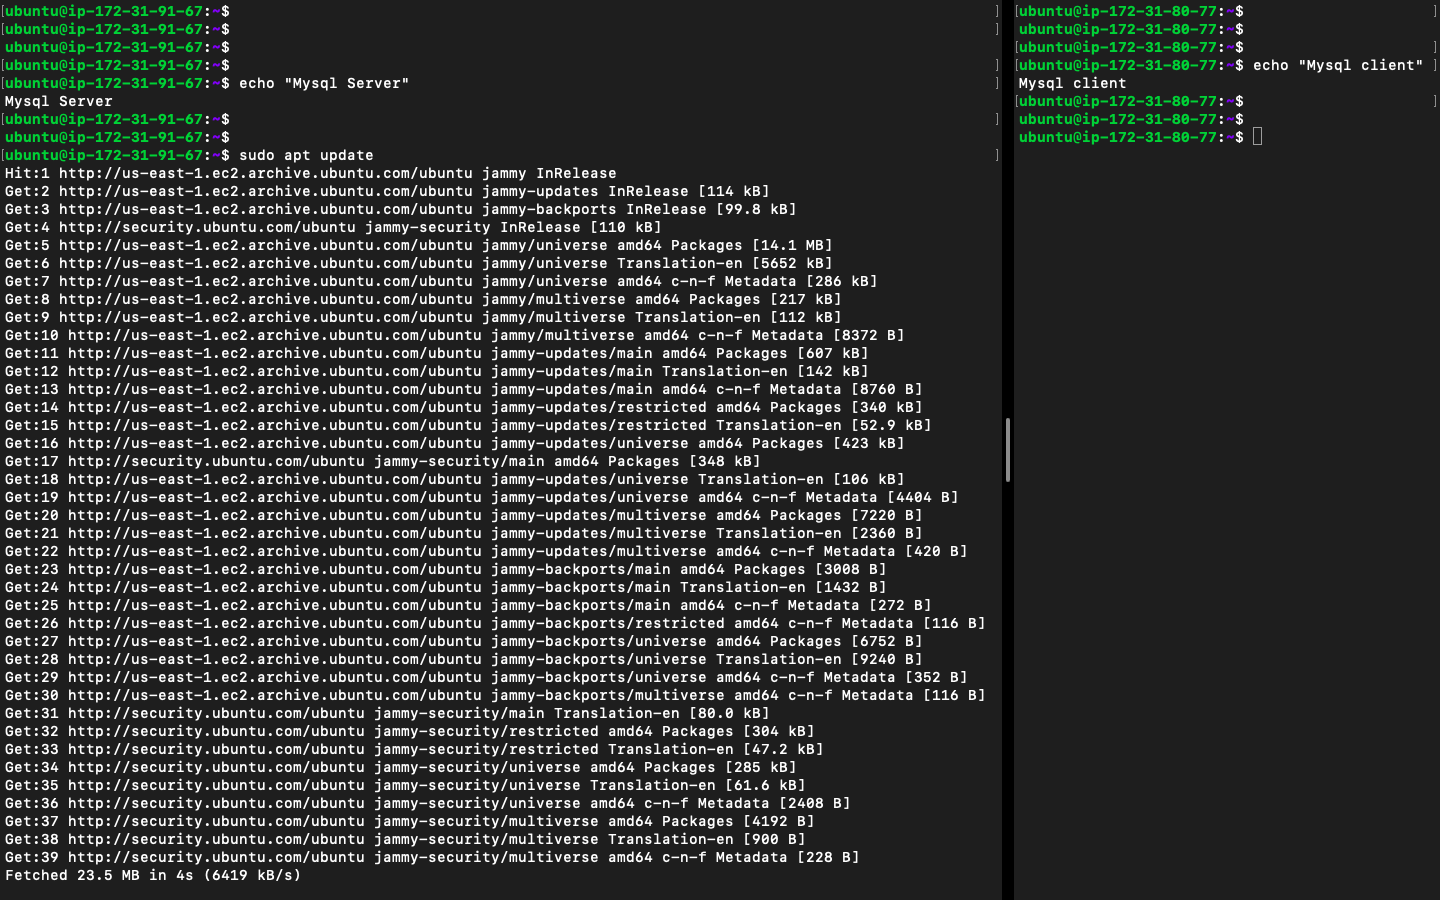 [ubuntu@ip-172-31-91-67:~$ ]
[ubuntu@ip-172-31-91-67:~$ ]
ubuntu@ip-172-31-91-67:~$
[ubuntu@ip-172-31-91-67:~$ ]
[ubuntu@ip-172-31-91-67:~$ echo "Mysql Server" ]
Mysql Server
[ubuntu@ip-172-31-91-67:~$ ]
ubuntu@ip-172-31-91-67:~$
[ubuntu@ip-172-31-91-67:~$ sudo apt update ]
Hit:1 http://us-east-1.ec2.archive.ubuntu.com/ubuntu jammy InRelease
Get:2 http://us-east-1.ec2.archive.ubuntu.com/ubuntu jammy-updates InRelease [114 kB]
Get:3 http://us-east-1.ec2.archive.ubuntu.com/ubuntu jammy-backports InRelease [99.8 kB]
Get:4 http://security.ubuntu.com/ubuntu jammy-security InRelease [110 kB]
Get:5 http://us-east-1.ec2.archive.ubuntu.com/ubuntu jammy/universe amd64 Packages [14.1 MB]
Get:6 http://us-east-1.ec2.archive.ubuntu.com/ubuntu jammy/universe Translation-en [5652 kB]
Get:7 http://us-east-1.ec2.archive.ubuntu.com/ubuntu jammy/universe amd64 c-n-f Metadata [286 kB]
Get:8 http://us-east-1.ec2.archive.ubuntu.com/ubuntu jammy/multiverse amd64 Packages [217 kB]
Get:9 http://us-east-1.ec2.archive.ubuntu.com/ubuntu jammy/multiverse Translation-en [112 kB]
Get:10 http://us-east-1.ec2.archive.ubuntu.com/ubuntu jammy/multiverse amd64 c-n-f Metadata [8372 B]
Get:11 http://us-east-1.ec2.archive.ubuntu.com/ubuntu jammy-updates/main amd64 Packages [607 kB]
Get:12 http://us-east-1.ec2.archive.ubuntu.com/ubuntu jammy-updates/main Translation-en [142 kB]
Get:13 http://us-east-1.ec2.archive.ubuntu.com/ubuntu jammy-updates/main amd64 c-n-f Metadata [8760 B]
Get:14 http://us-east-1.ec2.archive.ubuntu.com/ubuntu jammy-updates/restricted amd64 Packages [340 kB]
Get:15 http://us-east-1.ec2.archive.ubuntu.com/ubuntu jammy-updates/restricted Translation-en [52.9 kB]
Get:16 http://us-east-1.ec2.archive.ubuntu.com/ubuntu jammy-updates/universe amd64 Packages [423 kB]
Get:17 http://security.ubuntu.com/ubuntu jammy-security/main amd64 Packages [348 kB]
Get:18 http://us-east-1.ec2.archive.ubuntu.com/ubuntu jammy-updates/universe Translation-en [106 kB]
Get:19 http://us-east-1.ec2.archive.ubuntu.com/ubuntu jammy-updates/universe amd64 c-n-f Metadata [4404 B]
Get:20 http://us-east-1.ec2.archive.ubuntu.com/ubuntu jammy-updates/multiverse amd64 Packages [7220 B]
Get:21 http://us-east-1.ec2.archive.ubuntu.com/ubuntu jammy-updates/multiverse Translation-en [2360 B]
Get:22 http://us-east-1.ec2.archive.ubuntu.com/ubuntu jammy-updates/multiverse amd64 c-n-f Metadata [420 B]
Get:23 http://us-east-1.ec2.archive.ubuntu.com/ubuntu jammy-backports/main amd64 Packages [3008 B]
Get:24 http://us-east-1.ec2.archive.ubuntu.com/ubuntu jammy-backports/main Translation-en [1432 B]
Get:25 http://us-east-1.ec2.archive.ubuntu.com/ubuntu jammy-backports/main amd64 c-n-f Metadata [272 B]
Get:26 http://us-east-1.ec2.archive.ubuntu.com/ubuntu jammy-backports/restricted amd64 c-n-f Metadata [116 B]
Get:27 http://us-east-1.ec2.archive.ubuntu.com/ubuntu jammy-backports/universe amd64 Packages [6752 B]
Get:28 http://us-east-1.ec2.archive.ubuntu.com/ubuntu jammy-backports/universe Translation-en [9240 B]
Get:29 http://us-east-1.ec2.archive.ubuntu.com/ubuntu jammy-backports/universe amd64 c-n-f Metadata [352 B]
Get:30 http://us-east-1.ec2.archive.ubuntu.com/ubuntu jammy-backports/multiverse amd64 c-n-f Metadata [116 B]
Get:31 http://security.ubuntu.com/ubuntu jammy-security/main Translation-en [80.0 kB]
Get:32 http://security.ubuntu.com/ubuntu jammy-security/restricted amd64 Packages [304 kB]
Get:33 http://security.ubuntu.com/ubuntu jammy-security/restricted Translation-en [47.2 kB]
Get:34 http://security.ubuntu.com/ubuntu jammy-security/universe amd64 Packages [285 kB]
Get:35 http://security.ubuntu.com/ubuntu jammy-security/universe Translation-en [61.6 kB]
Get:36 http://security.ubuntu.com/ubuntu jammy-security/universe amd64 c-n-f Metadata [2408 B]
Get:37 http://security.ubuntu.com/ubuntu jammy-security/multiverse amd64 Packages [4192 B]
Get:38 http://security.ubuntu.com/ubuntu jammy-security/multiverse Translation-en [900 B]
Get:39 http://security.ubuntu.com/ubuntu jammy-security/multiverse amd64 c-n-f Metadata [228 B]
Fetched 23.5 MB in 4s (6419 kB/s)
[ubuntu@ip-172-31-80-77:~$ ]
ubuntu@ip-172-31-80-77:~$
[ubuntu@ip-172-31-80-77:~$ ]
[ubuntu@ip-172-31-80-77:~$ echo "Mysql client" ]
Mysql client
[ubuntu@ip-172-31-80-77:~$ ]
ubuntu@ip-172-31-80-77:~$
ubuntu@ip-172-31-80-77:~$